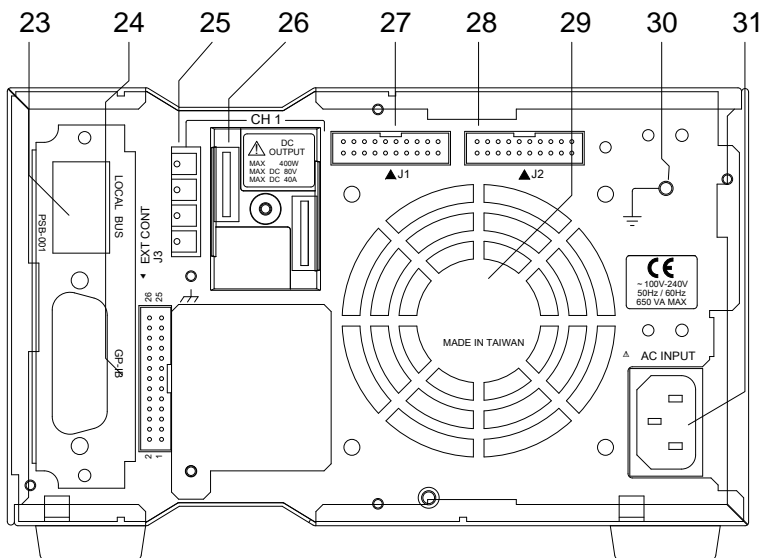 23 24 25 26 27 28 29 30 31
CH 1
DC
OUTPUT
MAX 400W
MAX DC 80V
MAX DC 40A
▲J1
▲J2
LOCAL BUS
PSB-001
EXT CONT
J3
26 25
GP-IB
2 1
MADE IN TAIWAN
CE
~ 100V-240V
50Hz / 60Hz
650 VA MAX
AC INPUT